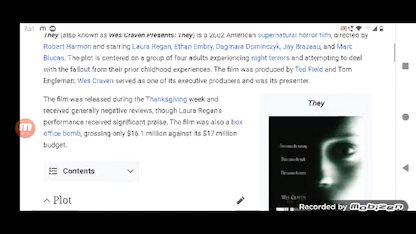 7:51
They (also known as Wes Craven Presents: They) is a 2002 American supernatural horror film, directed by
Robert Harmon and starring Laura Regan, Ethan Embry, Dagmara Dominczyk, Jay Brazeau, and Marc
Blucas. The plot is centered on a group of four adults experiencing night terrors and attempting to deal
with the fallout from their prior childhood experiences. The film was produced by Ted Field and Tom
Engleman; Wes Craven served as one of its executive producers and was its presenter.
The film was released during the Thanksgiving week and
received generally negative reviews, though Laura Regan's
performance received significant praise. The film was also a box
office bomb, grossing only $16.1 million against its $17 million
budget.
They
Contents
Plot
WES CRAVEN
Recorded by Mobizen